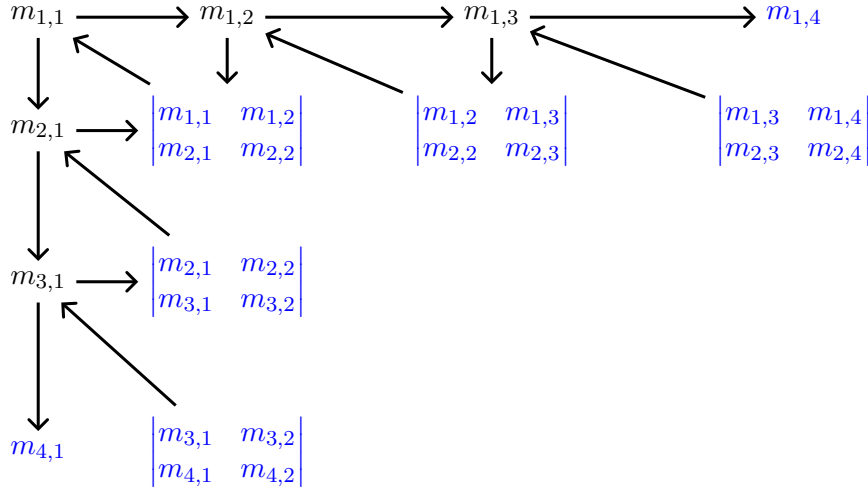 m_{1,1} m_{1,2} m_{1,3} m_{1,4}
m_{2,1} |m_{1,1} m_{1,2}| |m_{1,2} m_{1,3}| |m_{1,3} m_{1,4}|
|m_{2,1} m_{2,2}| |m_{2,2} m_{2,3}| |m_{2,3} m_{2,4}|
m_{3,1} |m_{2,1} m_{2,2}|
|m_{3,1} m_{3,2}|
m_{4,1} |m_{3,1} m_{3,2}|
|m_{4,1} m_{4,2}|